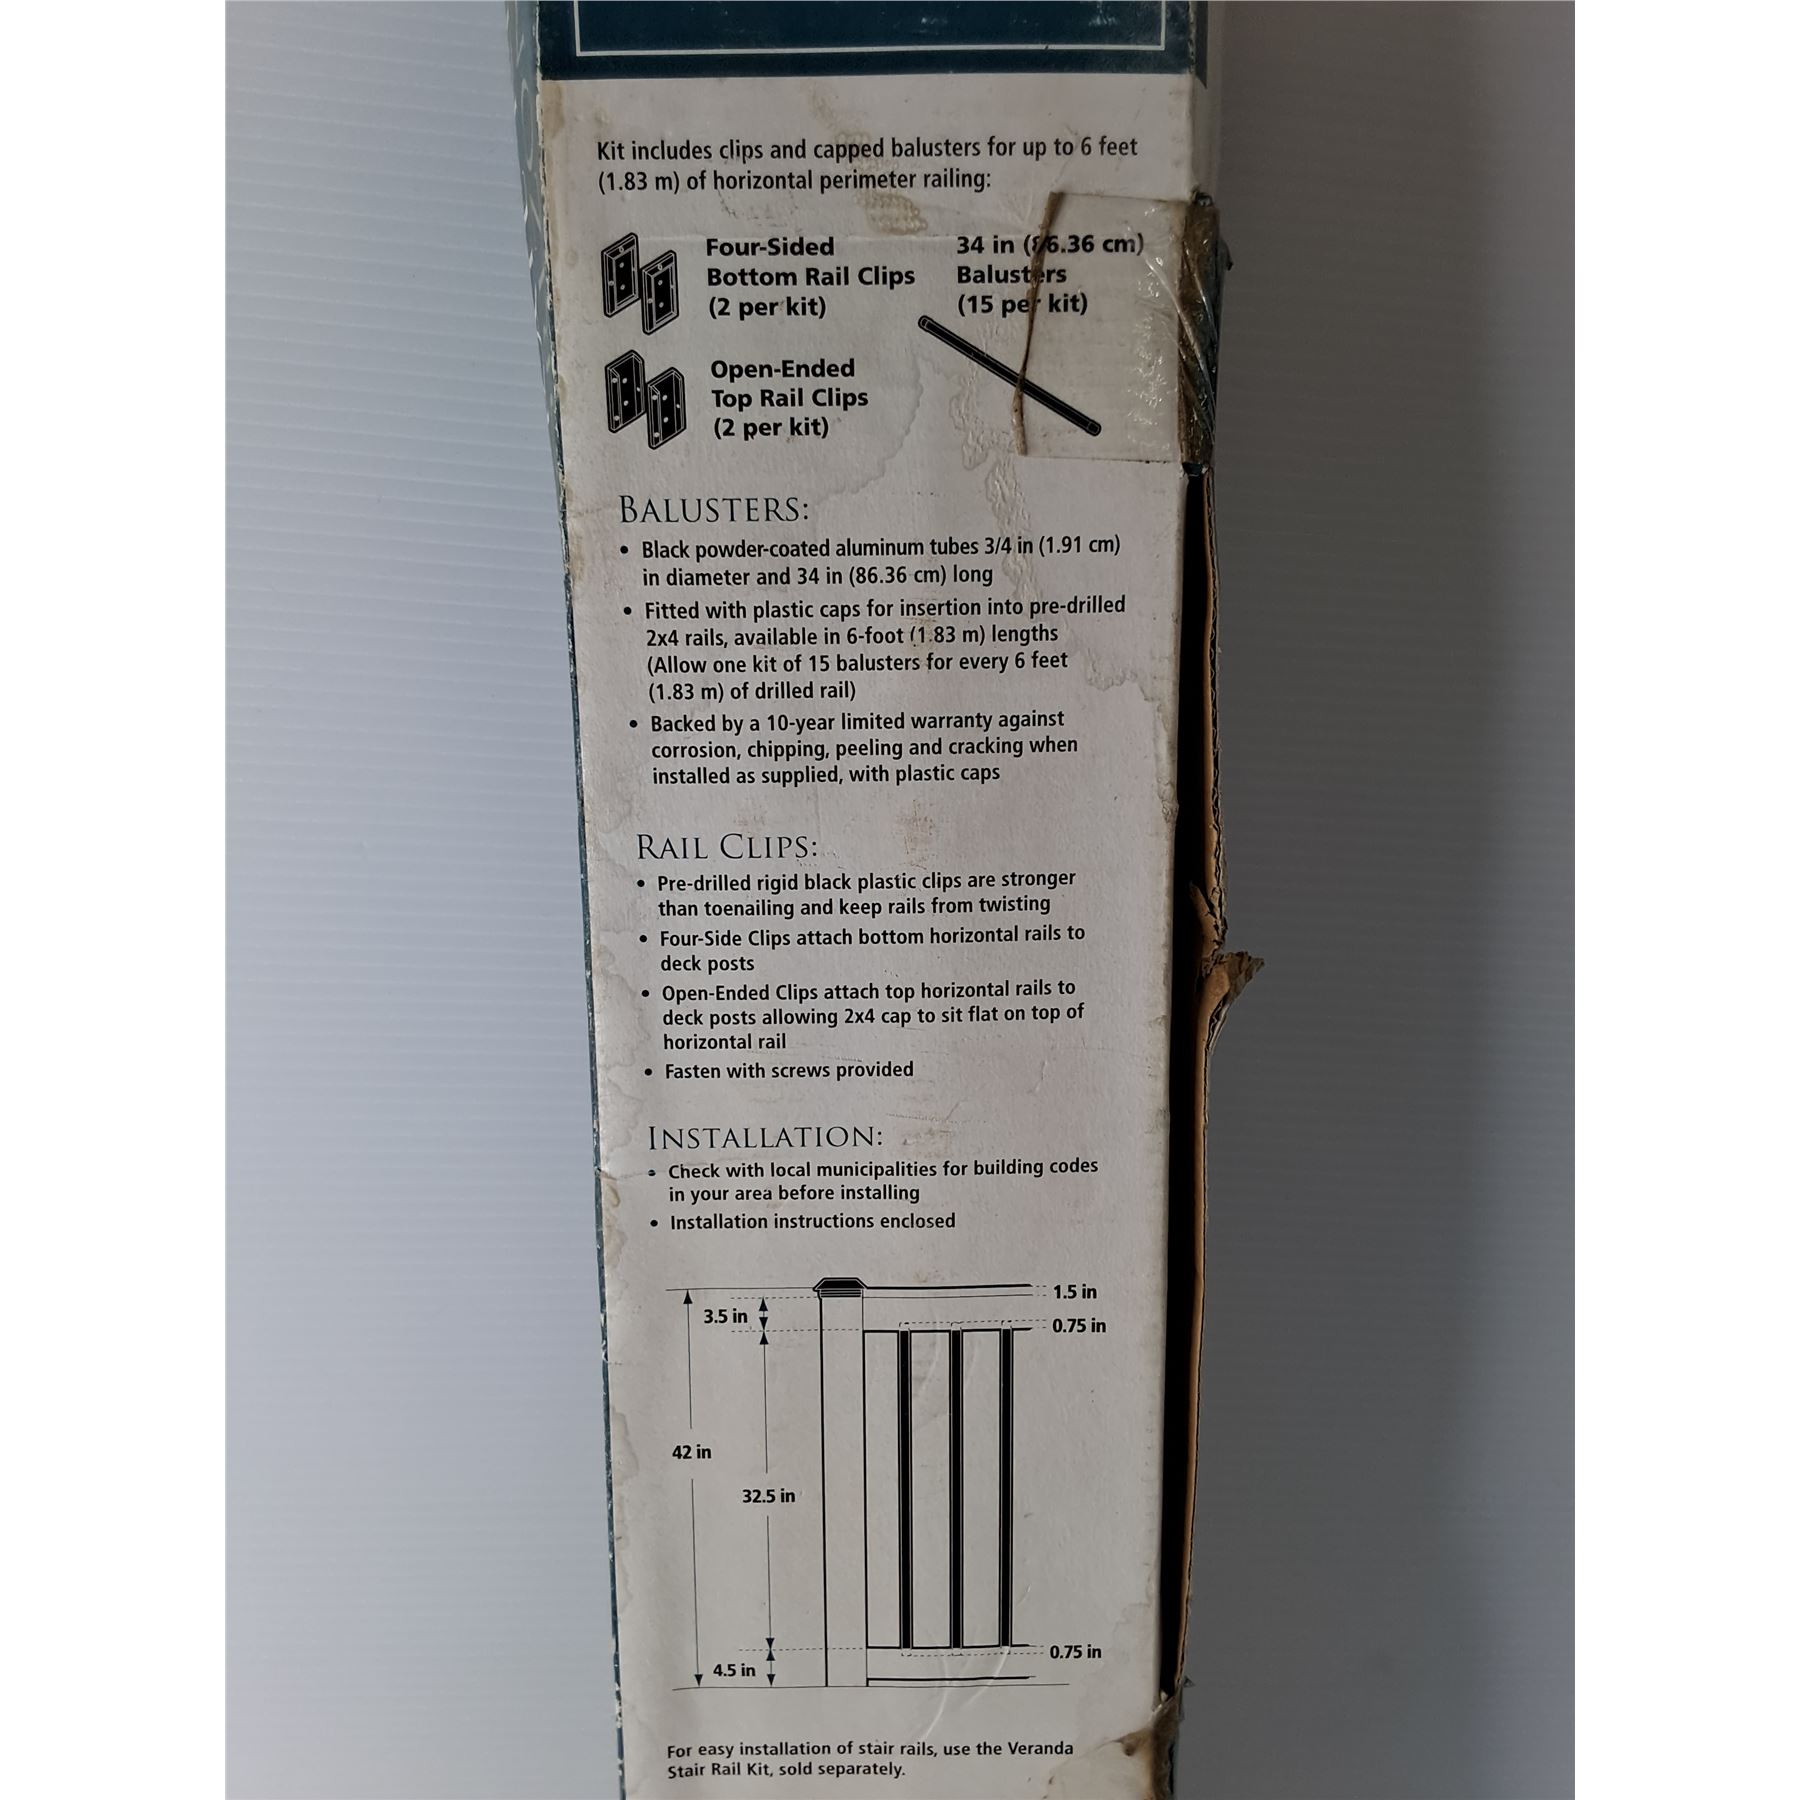 Kit includes clips and capped balusters for up to 6 feet
(1.83 m) of horizontal perimeter railing:
Four-Sided
Bottom Rail Clips
(2 per kit)
34 in (86.36 cm)
Balusters
(15 per kit)
Open-Ended
Top Rail Clips
(2 per kit)
BALUSTERS:
• Black powder-coated aluminum tubes 3/4 in (1.91 cm)
in diameter and 34 in (86.36 cm) long
• Fitted with plastic caps for insertion into pre-drilled
2x4 rails, available in 6-foot (1.83 m) lengths
(Allow one kit of 15 balusters for every 6 feet
(1.83 m) of drilled rail)
• Backed by a 10-year limited warranty against
corrosion, chipping, peeling and cracking when
installed as supplied, with plastic caps
RAIL CLIPS:
• Pre-drilled rigid black plastic clips are stronger
than toenailing and keep rails from twisting
• Four-Side Clips attach bottom horizontal rails to
deck posts
• Open-Ended Clips attach top horizontal rails to
deck posts allowing 2x4 cap to sit flat on top of
horizontal rail
• Fasten with screws provided
INSTALLATION:
• Check with local municipalities for building codes
in your area before installing
• Installation instructions enclosed
1.5 in
3.5 in
0.75 in
42 in
32.5 in
0.75 in
4.5 in
For easy installation of stair rails, use the Veranda
Stair Rail Kit, sold separately.